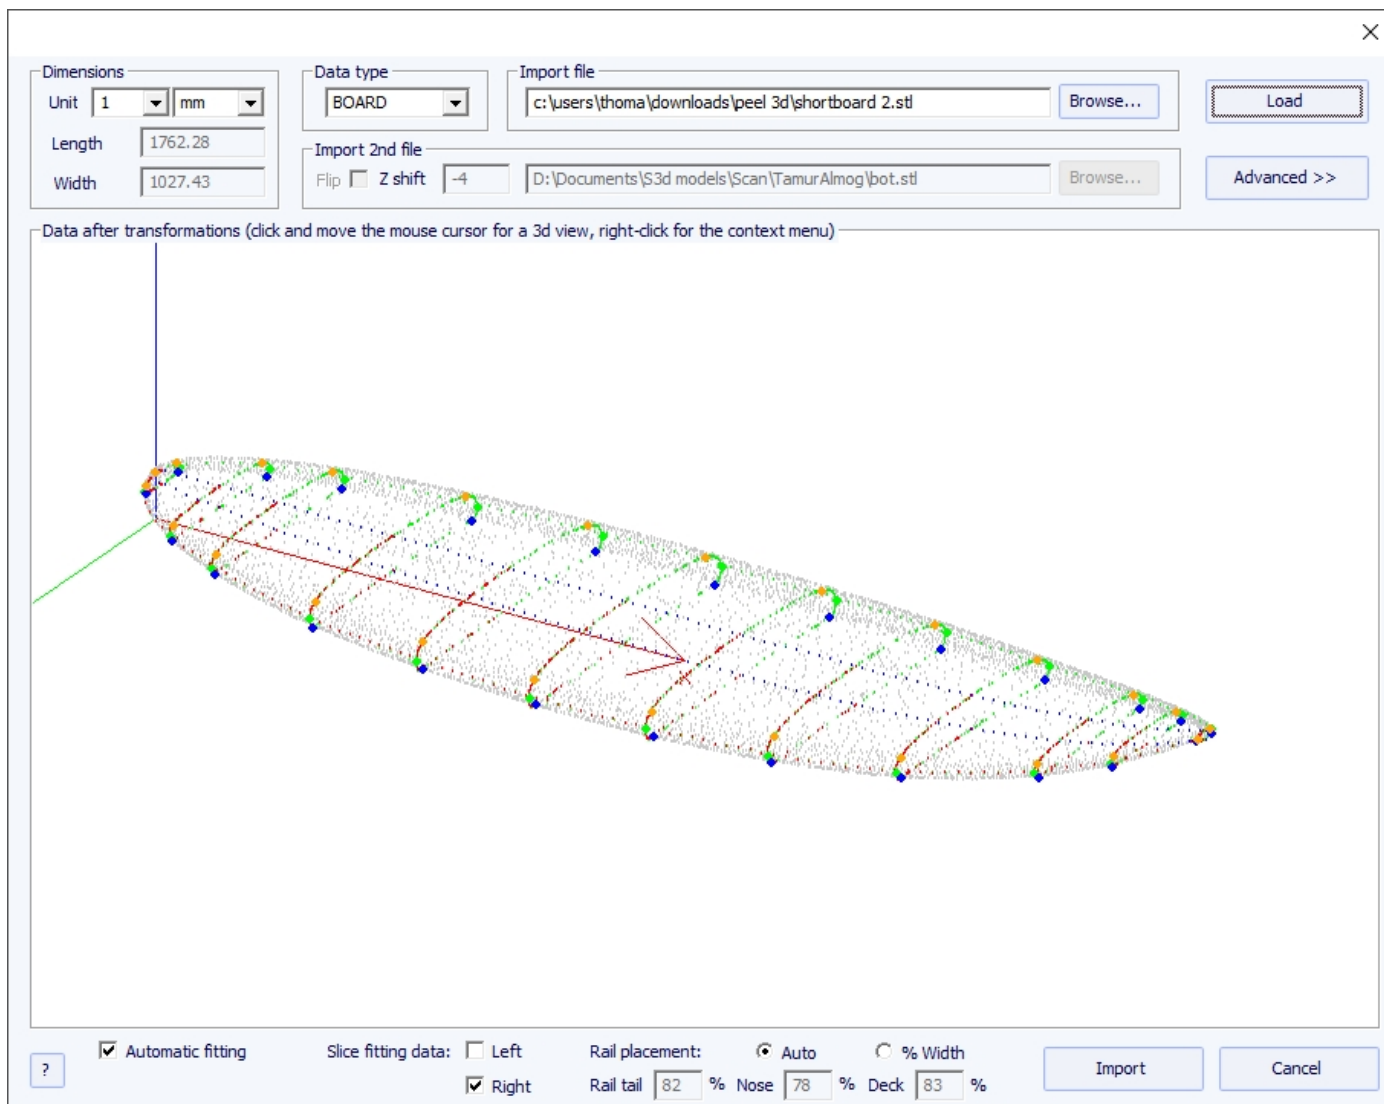 Dimensions
Unit 1 mm
Length 1762.28
Width 1027.43
Data type
BOARD
Import file
c:\users\thoma\downloads\peel 3d\shortboard 2.stl Browse...
Load
Import 2nd file
Flip Z shift -4 D:\Documents\S3d models\Scan\TamurAlmog\bot.stl Browse...
Advanced >>
Data after transformations (click and move the mouse cursor for a 3d view, right-click for the context menu)
? Automatic fitting
Slice fitting data: Left
Right
Rail placement: Auto % Width
Rail tail 82 % Nose 78 % Deck 83 %
Import
Cancel